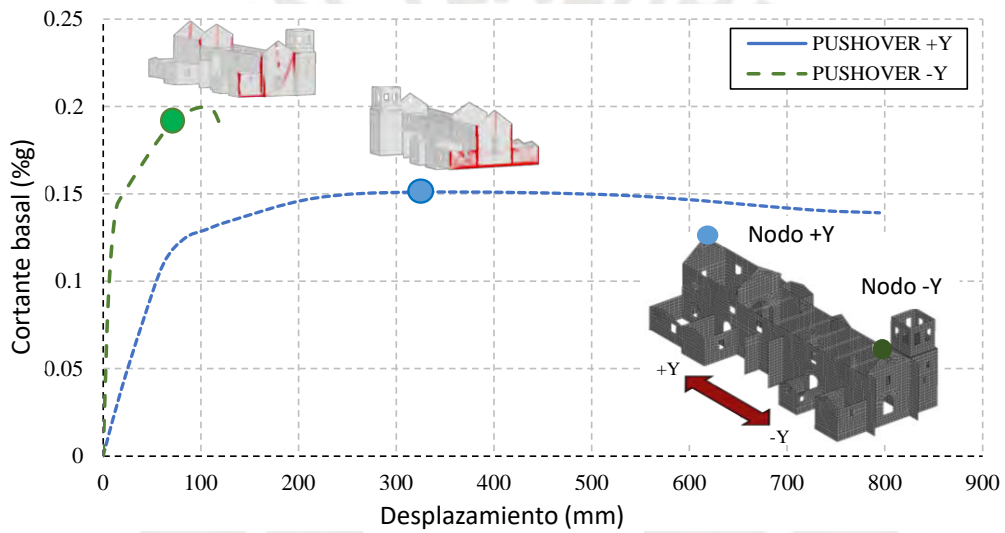 0.25
0.2
0.15
0.1
0.05
0
Cortante basal (%g)
PUSHOVER +Y
PUSHOVER -Y
Nodo +Y
Nodo -Y
+Y
-Y
0
100
200
300
400
500
600
700
800
900
Desplazamiento (mm)